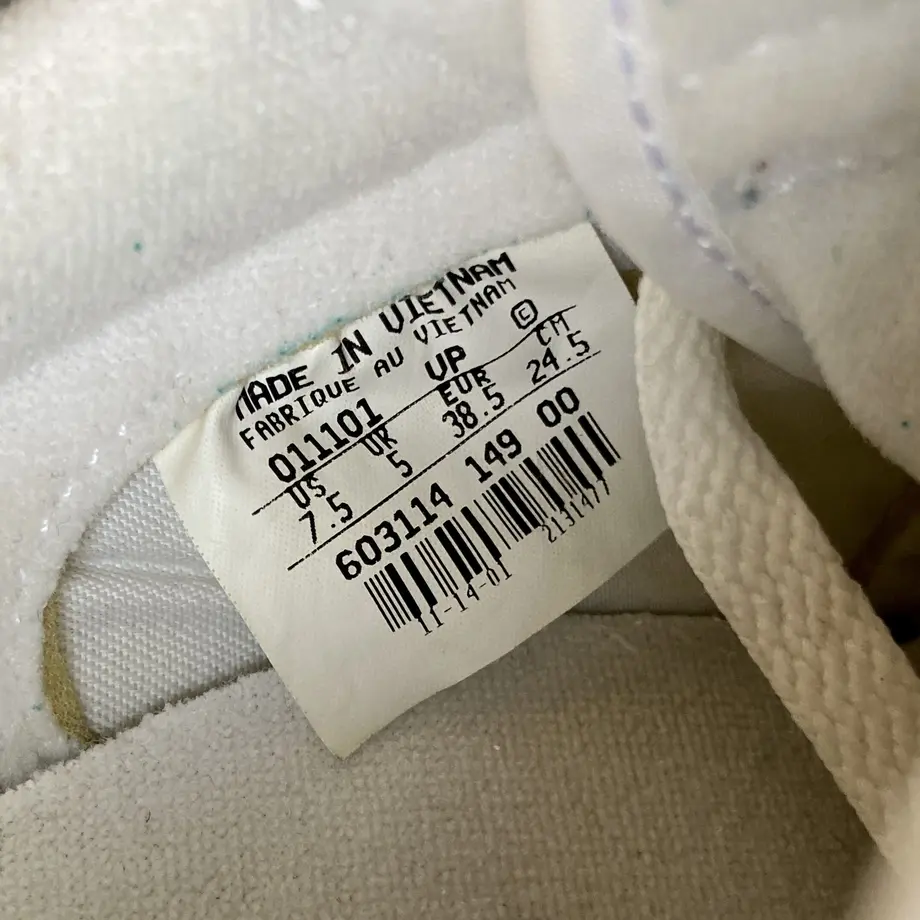 MADE IN VIETNAM
FABRIQUE AU VIETNAM
011101 VP ©
US UK EUR CM
7.5 5 38.5 24.5
603114 149 00
11-14-01 2131477